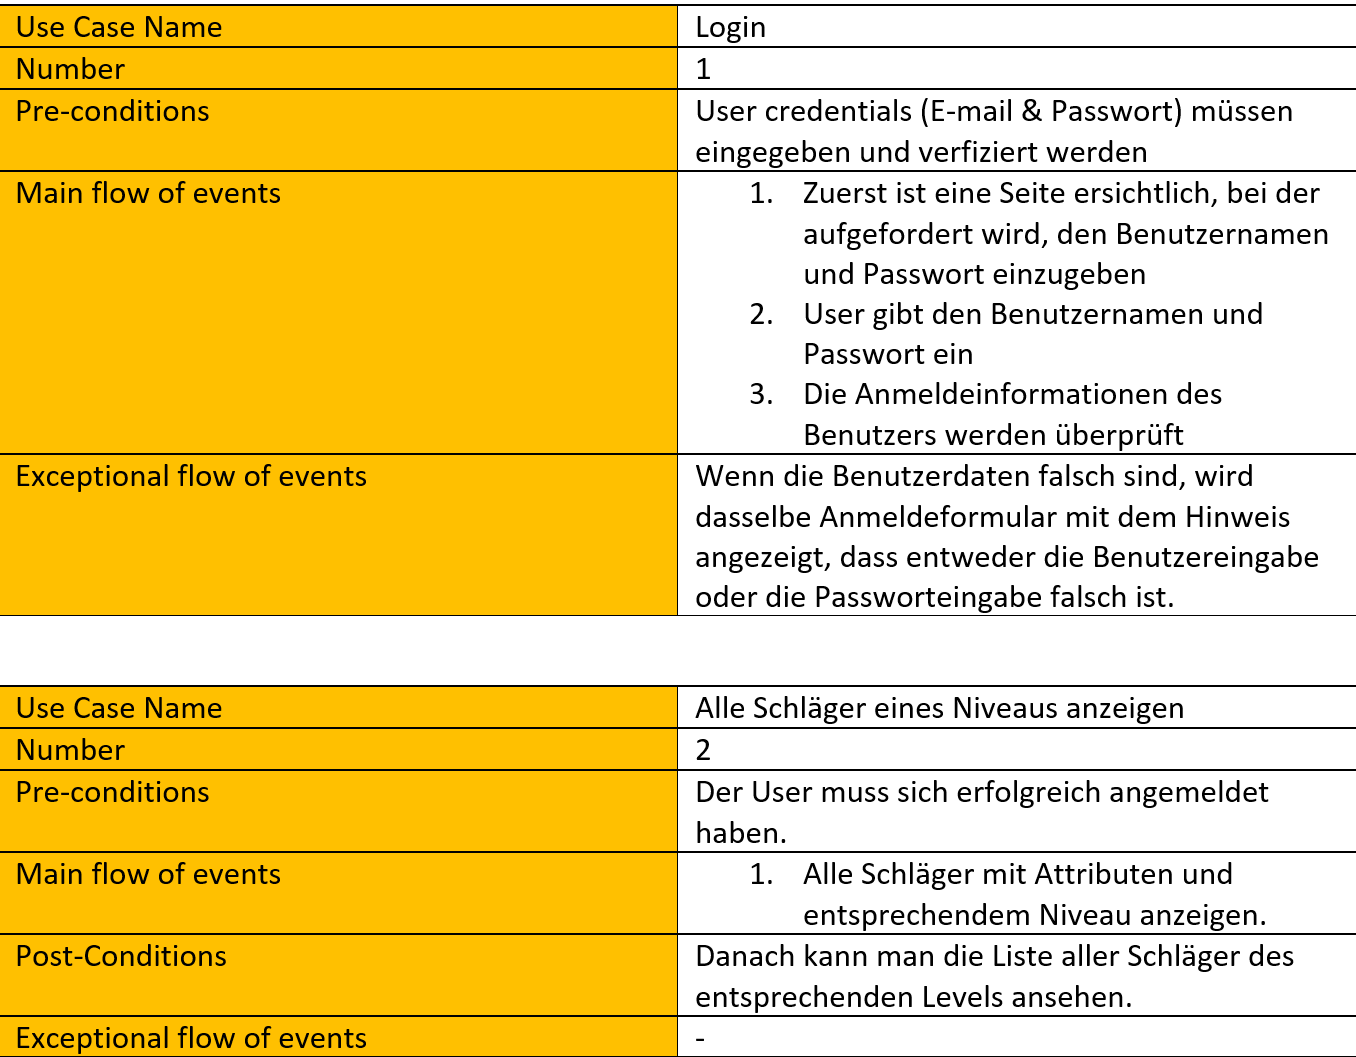 Use Case Name
Login
Number
1
Pre-conditions
User credentials (E-mail & Passwort) müssen
eingegeben und verfiziert werden
Main flow of events
1. Zuerst ist eine Seite ersichtlich, bei der
aufgefordert wird, den Benutzernamen
und Passwort einzugeben
2. User gibt den Benutzernamen und
Passwort ein
3. Die Anmeldeinformationen des
Benutzers werden überprüft
Exceptional flow of events
Wenn die Benutzerdaten falsch sind, wird
dasselbe Anmeldeformular mit dem Hinweis
angezeigt, dass entweder die Benutzereingabe
oder die Passworteingabe falsch ist.
Use Case Name
Alle Schläger eines Niveaus anzeigen
Number
2
Pre-conditions
Der User muss sich erfolgreich angemeldet
haben.
Main flow of events
1. Alle Schläger mit Attributen und
entsprechendem Niveau anzeigen.
Post-Conditions
Danach kann man die Liste aller Schläger des
entsprechenden Levels ansehen.
Exceptional flow of events
-